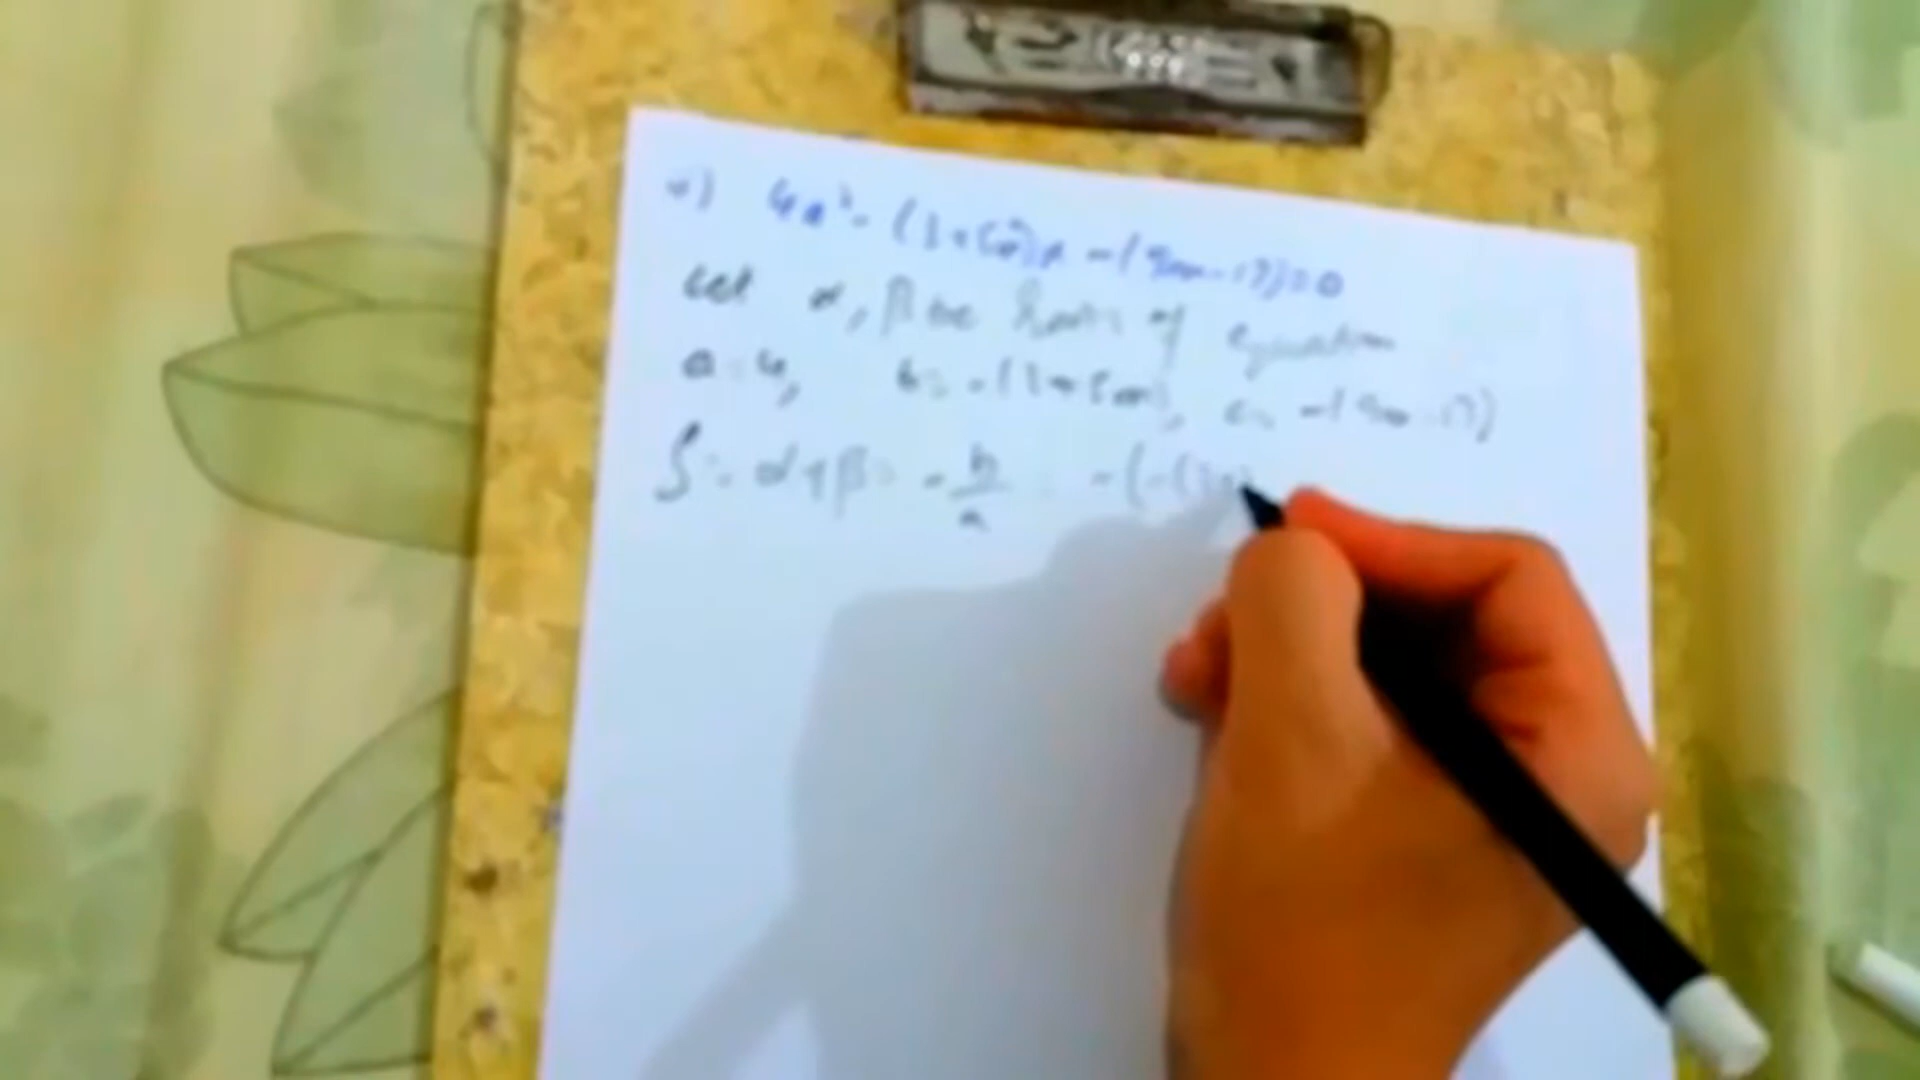 v) 4x² - (3+5m)x - (9m-17)=0
Let α, β be Roots of equation
a = 4, b = -(3+5m), c = -(9m-17)
S = α+β = -b/a = -(-(3+